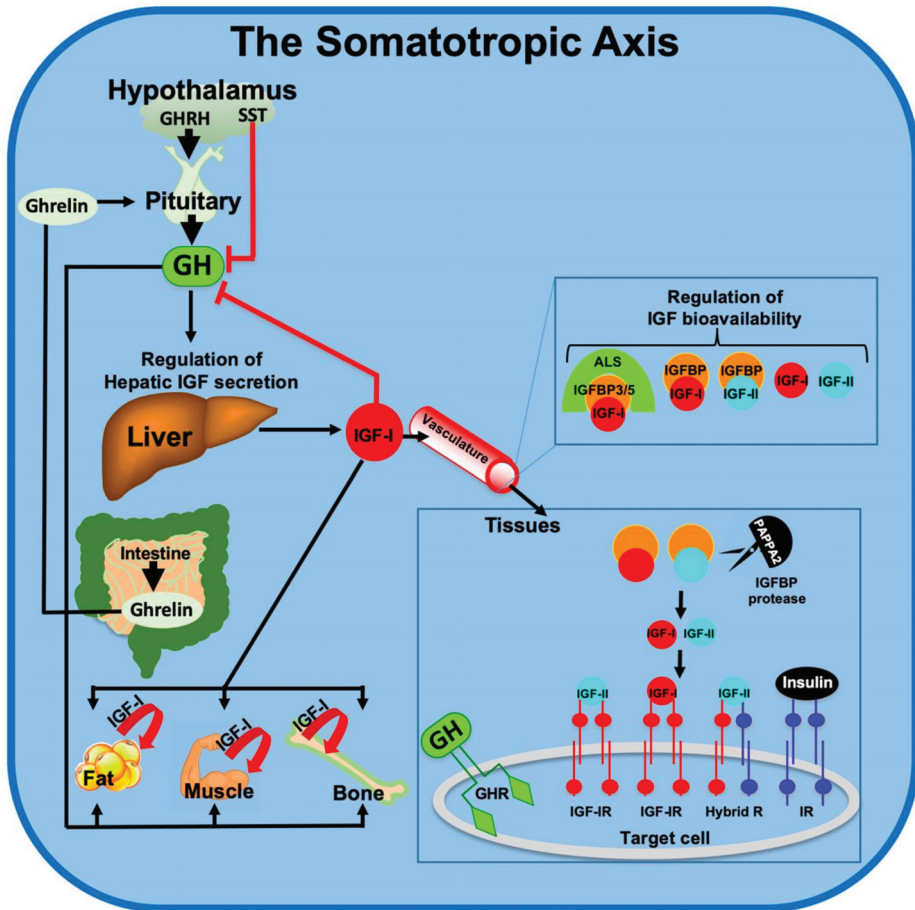 The Somatotropic Axis
Hypothalamus
GHRH
SST
Ghrelin
Pituitary
GH
Regulation of
Hepatic IGF secretion
Liver
IGF-I
Vasculature
Tissues
Regulation of
IGF bioavailability
ALS
IGFBP3/5
IGF-I
IGFBP
IGF-I
IGFBP
IGF-II
IGF-I
IGF-II
Intestine
Ghrelin
IGF-I
Fat
IGF-I
Muscle
IGF-I
Bone
PAPPA2
IGFBP
protease
IGF-I
IGF-II
IGF-II
IGF-I
IGF-II
Insulin
GH
GHR
IGF-IR
IGF-IR
Hybrid R
IR
Target cell